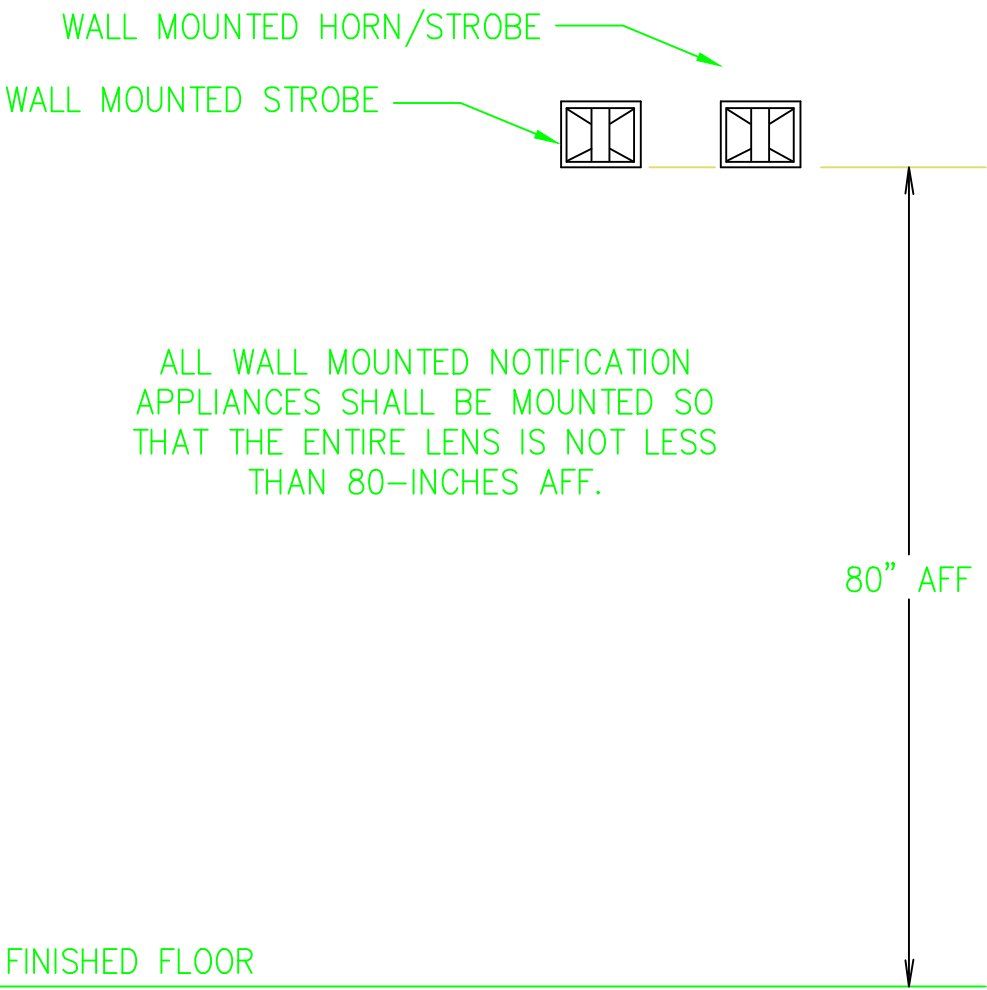 WALL MOUNTED HORN/STROBE
WALL MOUNTED STROBE
ALL WALL MOUNTED NOTIFICATION
APPLIANCES SHALL BE MOUNTED SO
THAT THE ENTIRE LENS IS NOT LESS
THAN 80-INCHES AFF.
80" AFF
FINISHED FLOOR